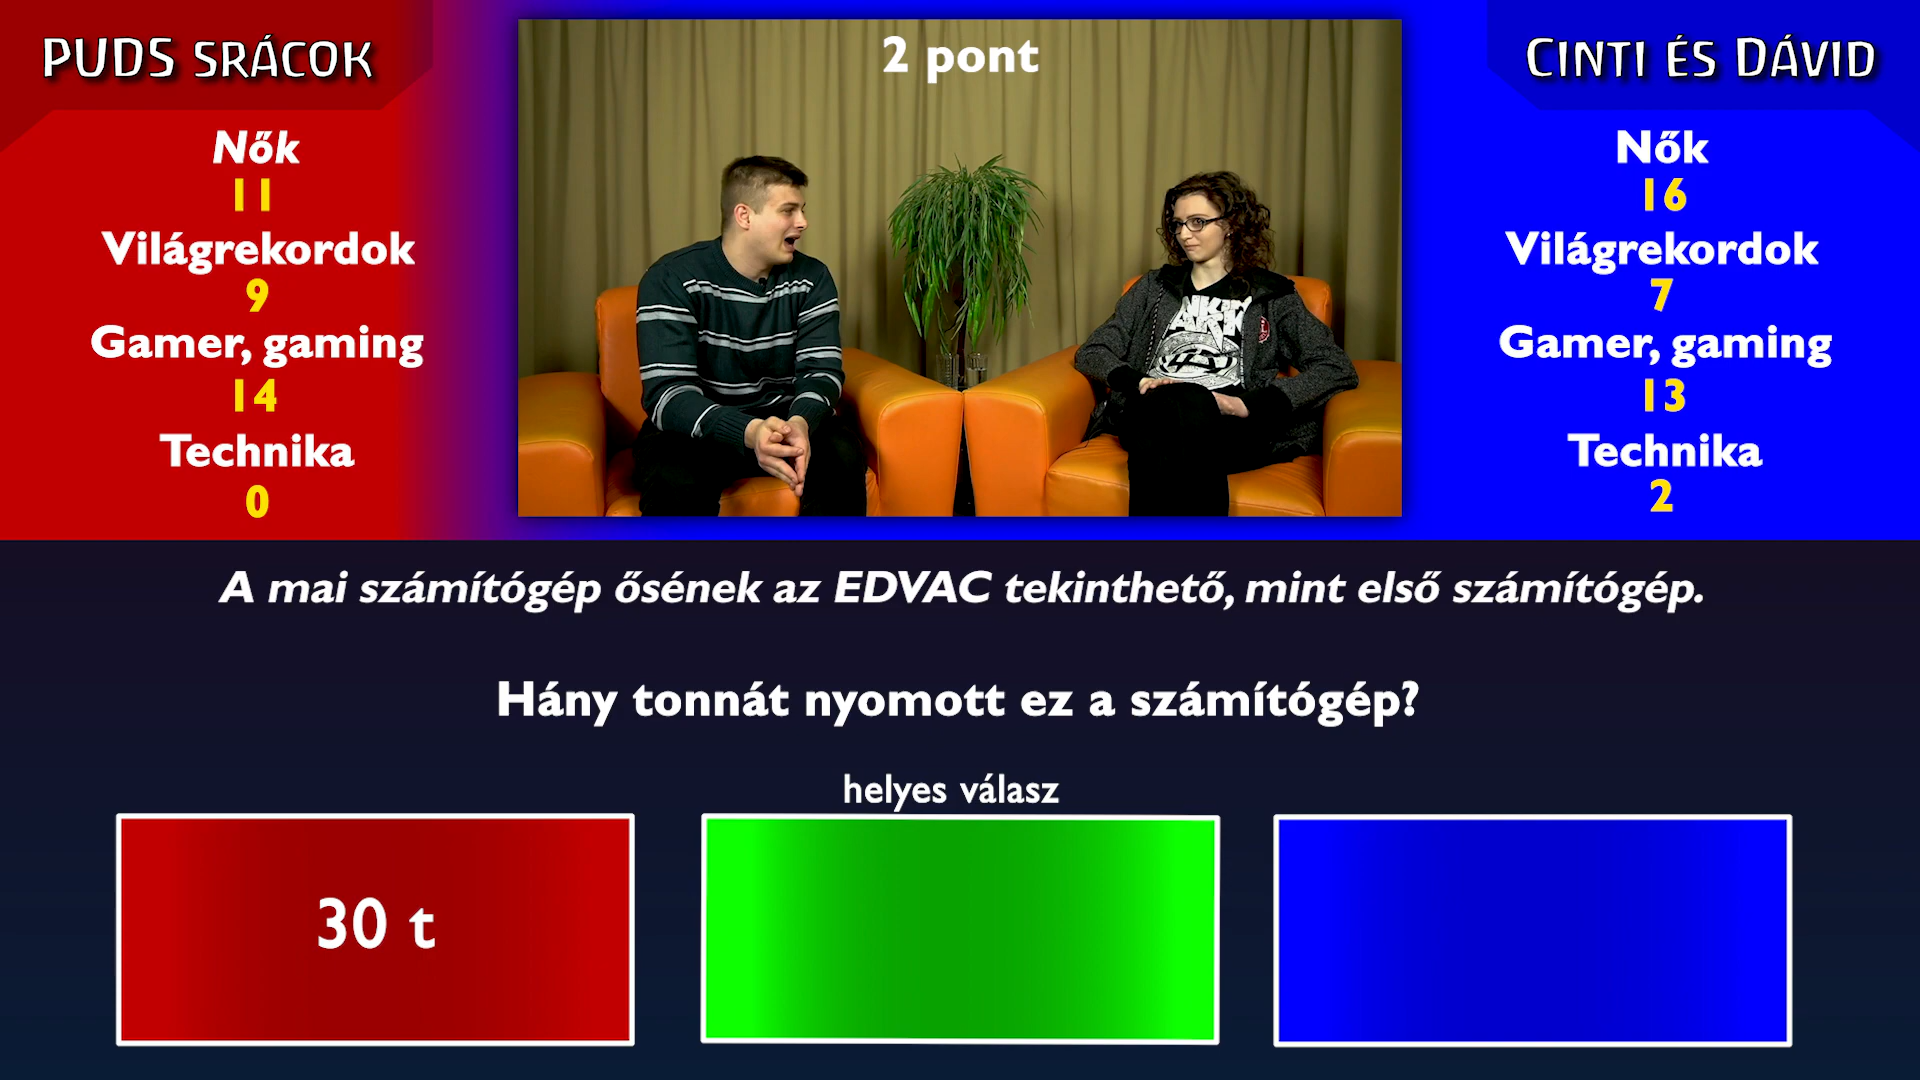 PUDS SRÁCOK
Nők
11
Világrekordok
9
Gamer, gaming
14
Technika
0
2 pont
CINTI ÉS DÁVID
Nők
16
Világrekordok
7
Gamer, gaming
13
Technika
2
A mai számítógép ősének az EDVAC tekinthető, mint első számítógép.
Hány tonnát nyomott ez a számítógép?
helyes válasz
30 t